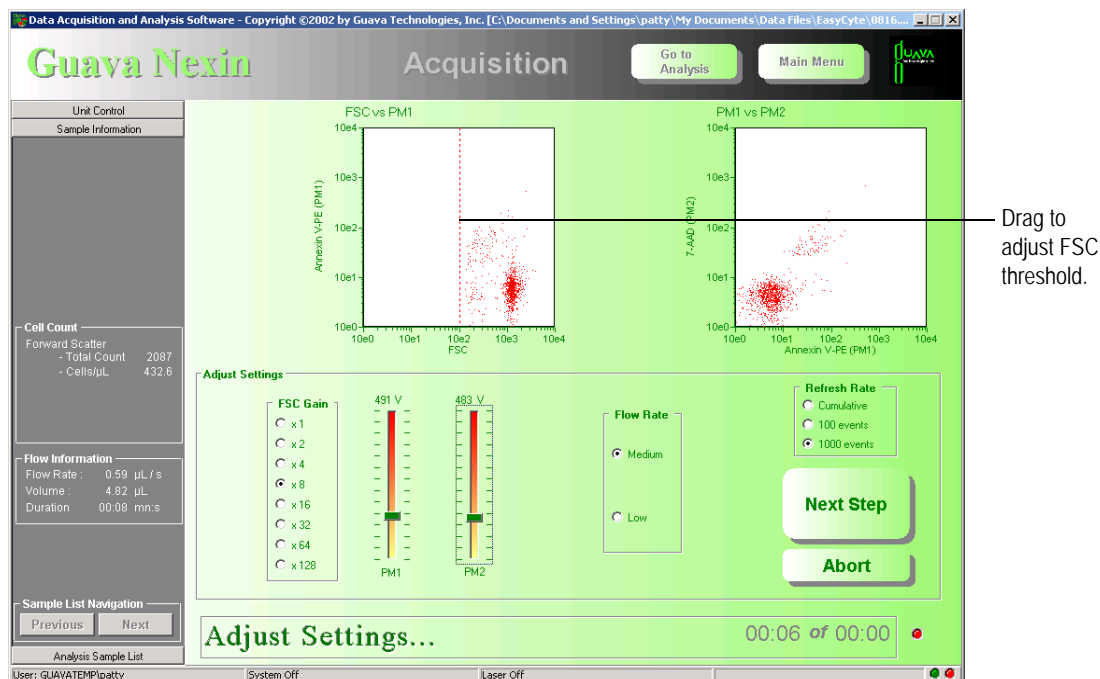 Data Acquisition and Analysis Software - Copyright ©2002 by Guava Technologies, Inc. [C:\Documents and Settings\patty\My Documents\Data Files\EasyCyte\0816....
Guava Nexin
Acquisition
Go to
Analysis
Main Menu
GUAVA
Unit Control
Sample Information
Cell Count
Forward Scatter
- Total Count 2087
- Cells/µL 432.6
Flow Information
Flow Rate : 0.59 µL / s
Volume : 4.82 µL
Duration 00:08 mn:s
Sample List Navigation
Previous Next
Analysis Sample List
FSC vs PM1
10e4
10e3
10e2
10e1
10e0
Annexin V-PE (PM1)
10e0 10e1 10e2 10e3 10e4
FSC
PM1 vs PM2
10e4
10e3
10e2
10e1
10e0
7-AAD (PM2)
10e0 10e1 10e2 10e3 10e4
Annexin V-PE (PM1)
Drag to
adjust FSC
threshold.
Adjust Settings
FSC Gain
x 1
x 2
x 4
x 8
x 16
x 32
x 64
x 128
491 V
PM1
483 V
PM2
Flow Rate
Medium
Low
Refresh Rate
Cumulative
100 events
1000 events
Next Step
Abort
Adjust Settings...
00:06 of 00:00
User: GUAVATEMP\patty System Off Laser Off